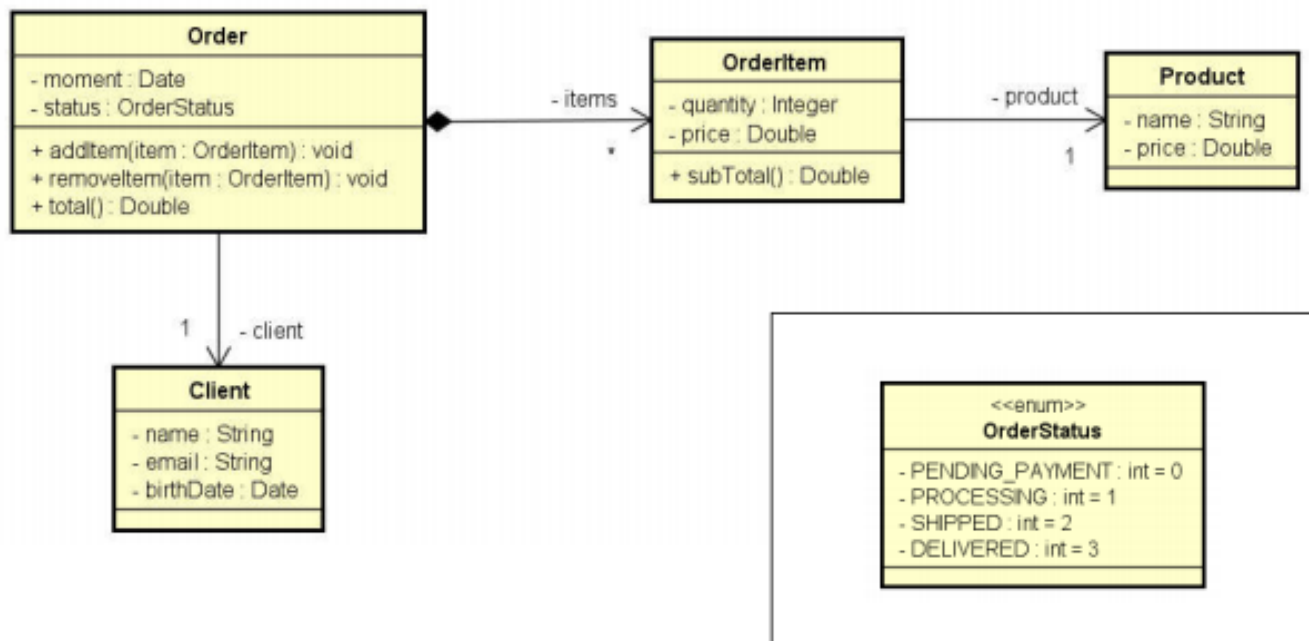 Order
- moment : Date
- status : OrderStatus
+ addItem(item : OrderItem) : void
+ removeItem(item : OrderItem) : void
+ total() : Double
- items
*
OrderItem
- quantity : Integer
- price : Double
+ subTotal() : Double
- product
1
Product
- name : String
- price : Double
1
- client
Client
- name : String
- email : String
- birthDate : Date
<<enum>>
OrderStatus
- PENDING_PAYMENT : int = 0
- PROCESSING : int = 1
- SHIPPED : int = 2
- DELIVERED : int = 3